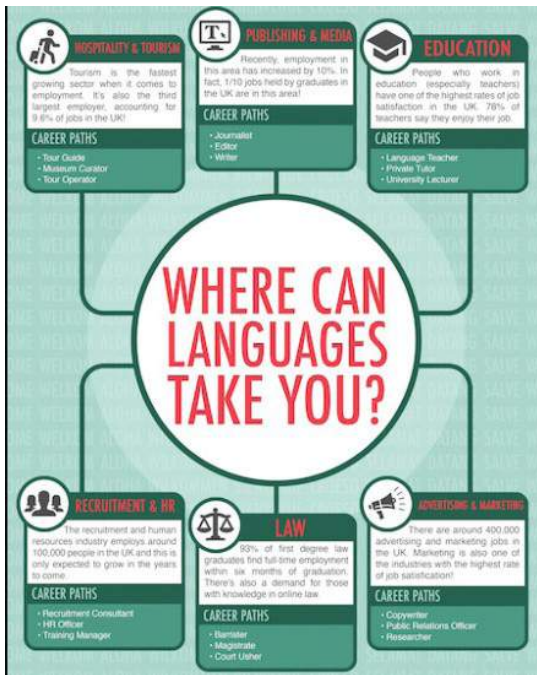 HOSPITALITY & TOURISM
Tourism is the fastest
growing sector when it comes to
employment. It's also the third
largest employer, accounting for
9.6% of jobs in the UK!
CAREER PATHS
• Tour Guide
• Museum Curator
• Tour Operator
T
PUBLISHING & MEDIA
Recently, employment in
this area has increased by 10%. In
fact, 1/10 jobs held by graduates in
the UK are in this area!
CAREER PATHS
• Journalist
• Editor
• Writer
EDUCATION
People who work in
education (especially teachers)
have one of the highest rates of job
satisfaction in the UK. 78% of
teachers say they enjoy their job.
CAREER PATHS
• Language Teacher
• Private Tutor
• University Lecturer
WHERE CAN
LANGUAGES
TAKE YOU?
RECRUITMENT & HR
The recruitment and human
resources industry employs around
100,000 people in the UK and this is
only expected to grow in the years
to come.
CAREER PATHS
• Recruitment Consultant
• HR Officer
• Training Manager
LAW
93% of first degree law
graduates find full-time employment
within six months of graduation.
There's also a demand for those
with knowledge in online law
CAREER PATHS
• Barrister
• Magistrate
• Court Usher
ADVERTISING & MARKETING
There are around 400,000
advertising and marketing jobs in
the UK. Marketing is also one of
the industries with the highest rate
of job satisfication!
CAREER PATHS
• Copywriter
• Public Relations Officer
• Researcher